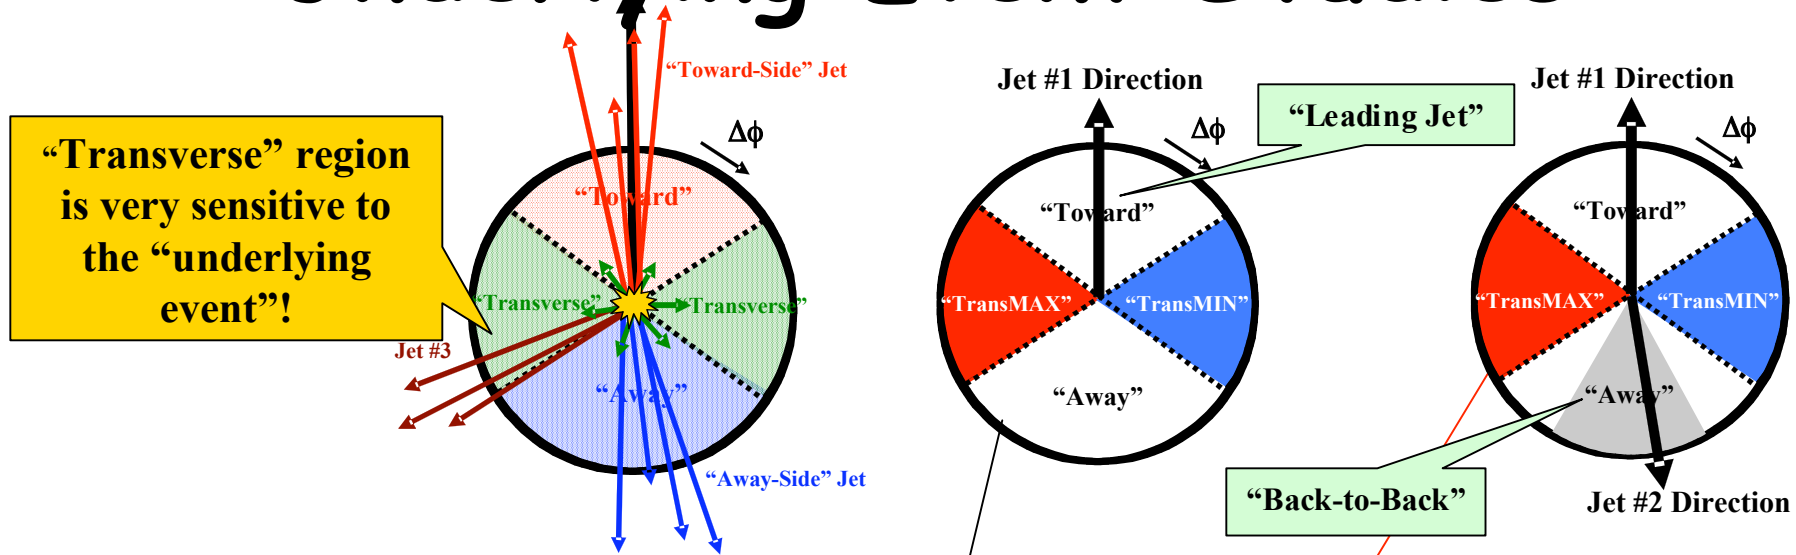 “Toward-Side” Jet
Δϕ
“Transverse” region
is very sensitive to
the “underlying
event”!
“Toward”
“Transverse”
“Transverse”
Jet #3
“Away”
“Away-Side” Jet
Jet #1 Direction
Δϕ
“Leading Jet”
“Toward”
“TransMAX”
“TransMIN”
“Away”
Jet #1 Direction
Δϕ
“Toward”
“TransMAX”
“TransMIN”
“Away”
“Back-to-Back”
Jet #2 Direction